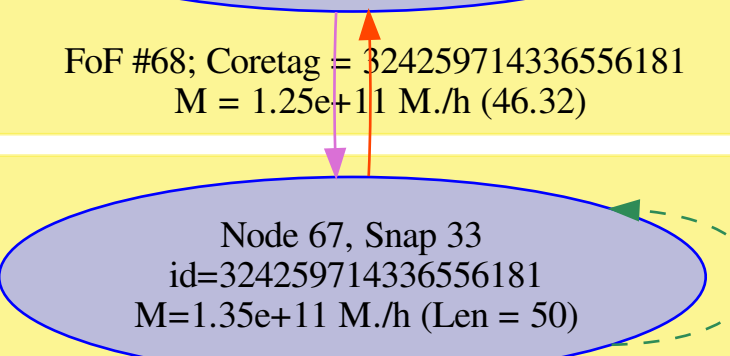 FoF #68; Coretag = 324259714336556181
M = 1.25e+11 M./h (46.32)
Node 67, Snap 33
id=324259714336556181
M=1.35e+11 M./h (Len = 50)